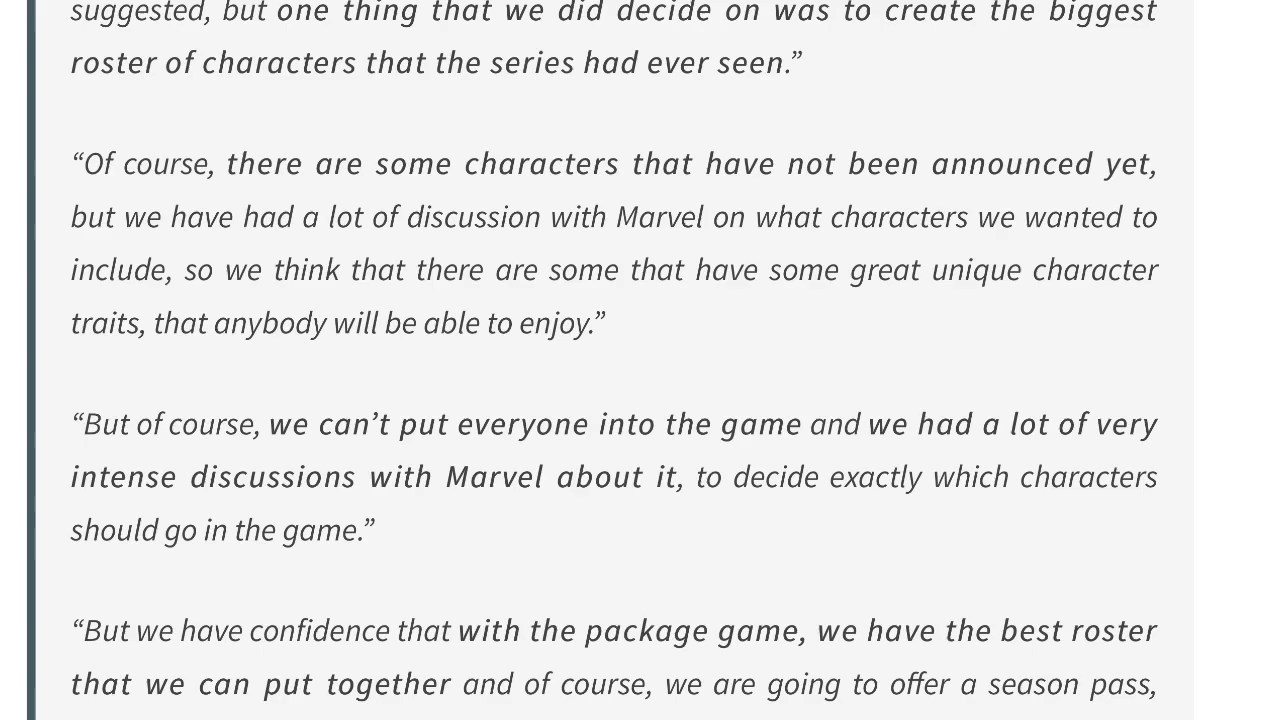 suggested, but one thing that we did decide on was to create the biggest
roster of characters that the series had ever seen.”
“Of course, there are some characters that have not been announced yet,
but we have had a lot of discussion with Marvel on what characters we wanted to
include, so we think that there are some that have some great unique character
traits, that anybody will be able to enjoy.”
“But of course, we can’t put everyone into the game and we had a lot of very
intense discussions with Marvel about it, to decide exactly which characters
should go in the game.”
“But we have confidence that with the package game, we have the best roster
that we can put together and of course, we are going to offer a season pass,